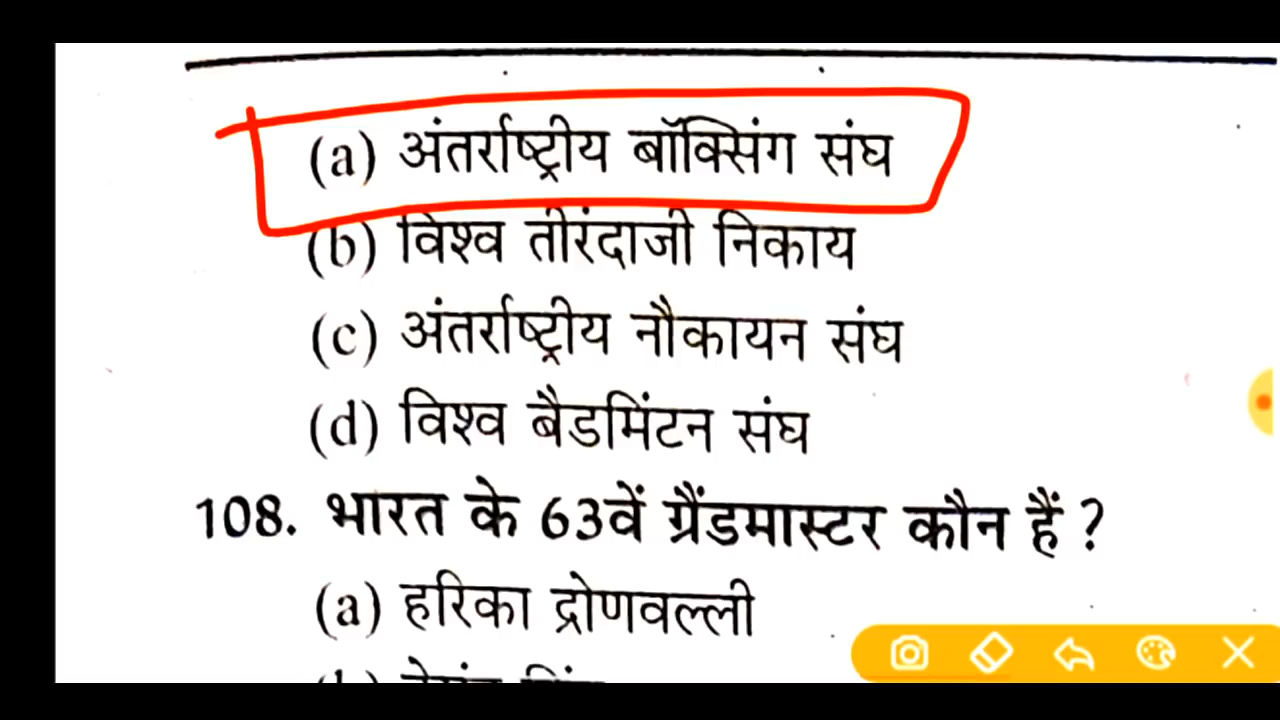 (a) अंतर्राष्ट्रीय बॉक्सिंग संघ
(b) विश्व तीरंदाजी निकाय
(c) अंतर्राष्ट्रीय नौकायन संघ
(d) विश्व बैडमिंटन संघ
108. भारत के 63वें ग्रैंडमास्टर कौन हैं ?
(a) हरिका द्रोणवल्ली